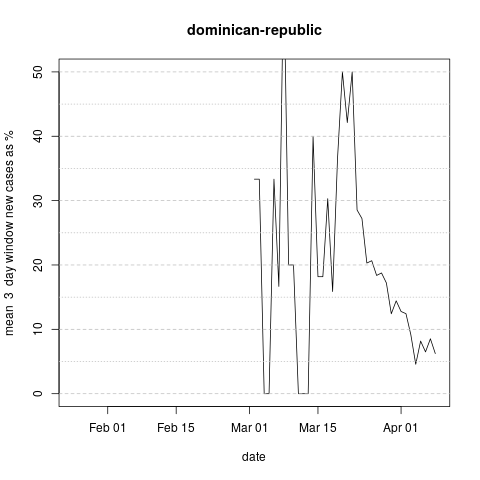 dominican-republic
mean 3 day window new cases as %
50
40
30
20
10
0
Feb 01 Feb 15 Mar 01 Mar 15 Apr 01
date